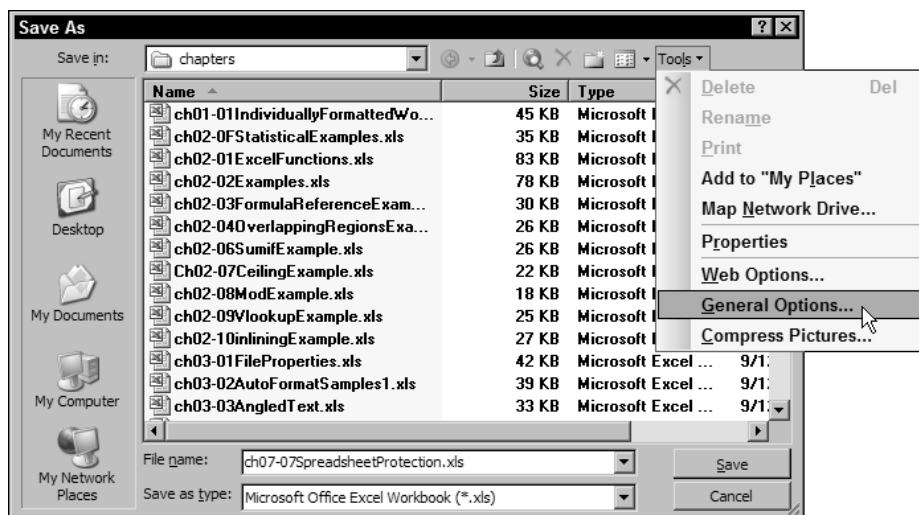 Save As
Save in:
chapters
Tools
My Recent
Documents
Desktop
My Documents
My Computer
My Network
Places
Name Size Type
ch01-01IndividuallyFormattedWo... 45 KB Microsoft
ch02-0FStatisticalExamples.xls 35 KB Microsoft
ch02-01ExcelFunctions.xls 83 KB Microsoft
ch02-02Examples.xls 78 KB Microsoft
ch02-03FormulaReferenceExam... 30 KB Microsoft
ch02-04OverlappingRegionsExa... 26 KB Microsoft
ch02-06SumifExample.xls 26 KB Microsoft
Ch02-07CeilingExample.xls 22 KB Microsoft
ch02-08ModExample.xls 18 KB Microsoft
ch02-09VlookupExample.xls 25 KB Microsoft
ch02-10inliningExample.xls 27 KB Microsoft
ch03-01FileProperties.xls 42 KB Microsoft Excel ... 9/1
ch03-02AutoFormatSamples1.xls 39 KB Microsoft Excel ... 9/1
ch03-03AngledText.xls 33 KB Microsoft Excel ... 9/1
Delete Del
Rename
Print
Add to "My Places"
Map Network Drive...
Properties
Web Options...
General Options...
Compress Pictures...
File name: ch07-07SpreadsheetProtection.xls
Save
Save as type: Microsoft Office Excel Workbook (*.xls)
Cancel